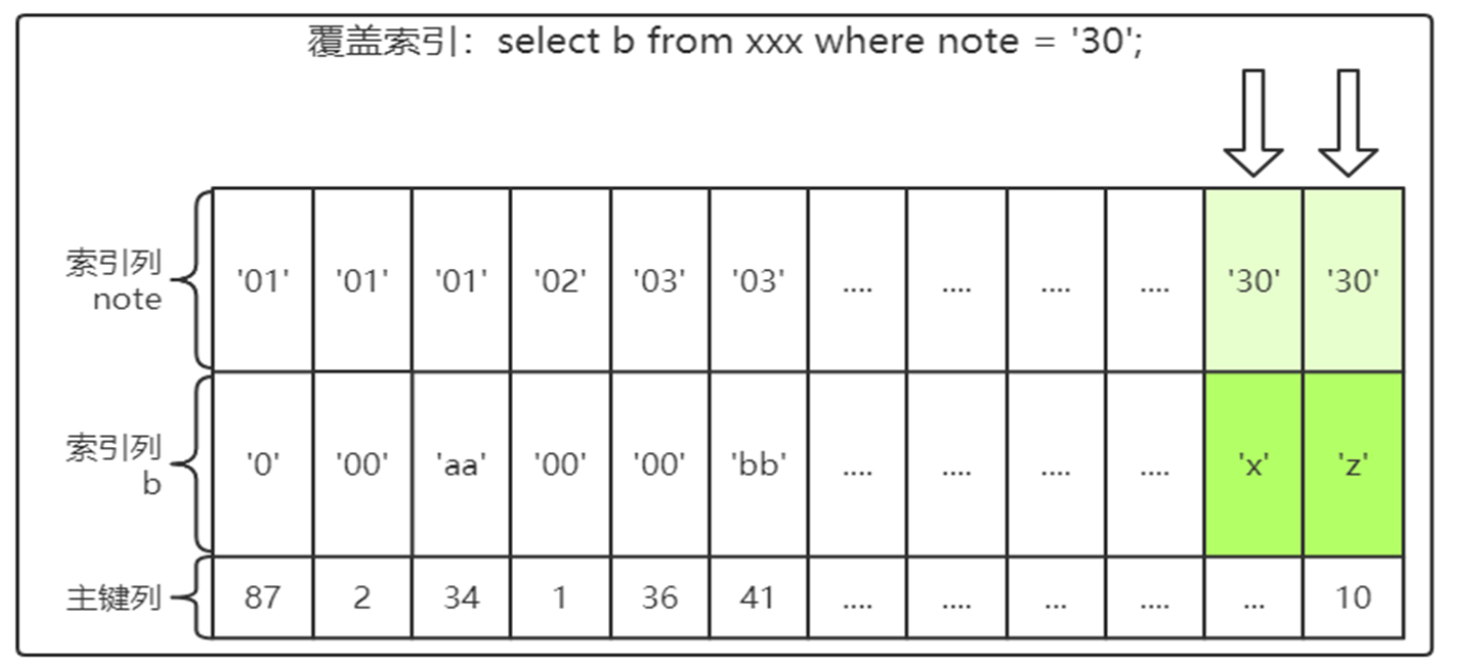 覆盖索引：select b from xxx where note = '30';
索引列
note
'01' '01' '01' '02' '03' '03' .... .... .... .... '30' '30'
索引列
b
'0' '00' 'aa' '00' '00' 'bb' .... .... .... .... 'x' 'z'
主键列
87 2 34 1 36 41 .... .... ... .... ... 10